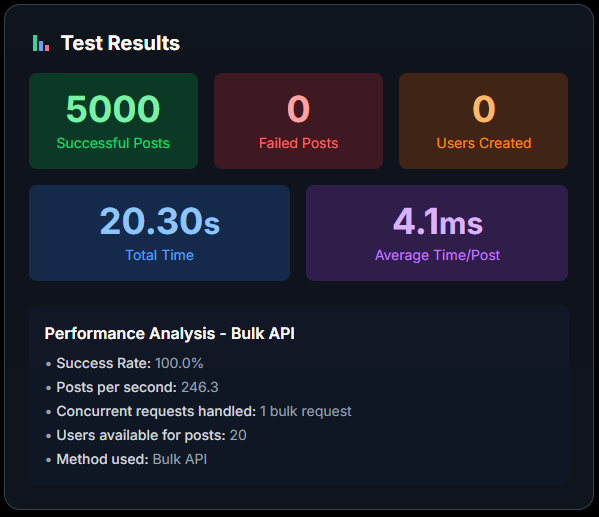 Test Results
5000
Successful Posts
0
Failed Posts
0
Users Created
20.30s
Total Time
4.1ms
Average Time/Post
Performance Analysis - Bulk API
• Success Rate: 100.0%
• Posts per second: 246.3
• Concurrent requests handled: 1 bulk request
• Users available for posts: 20
• Method used: Bulk API